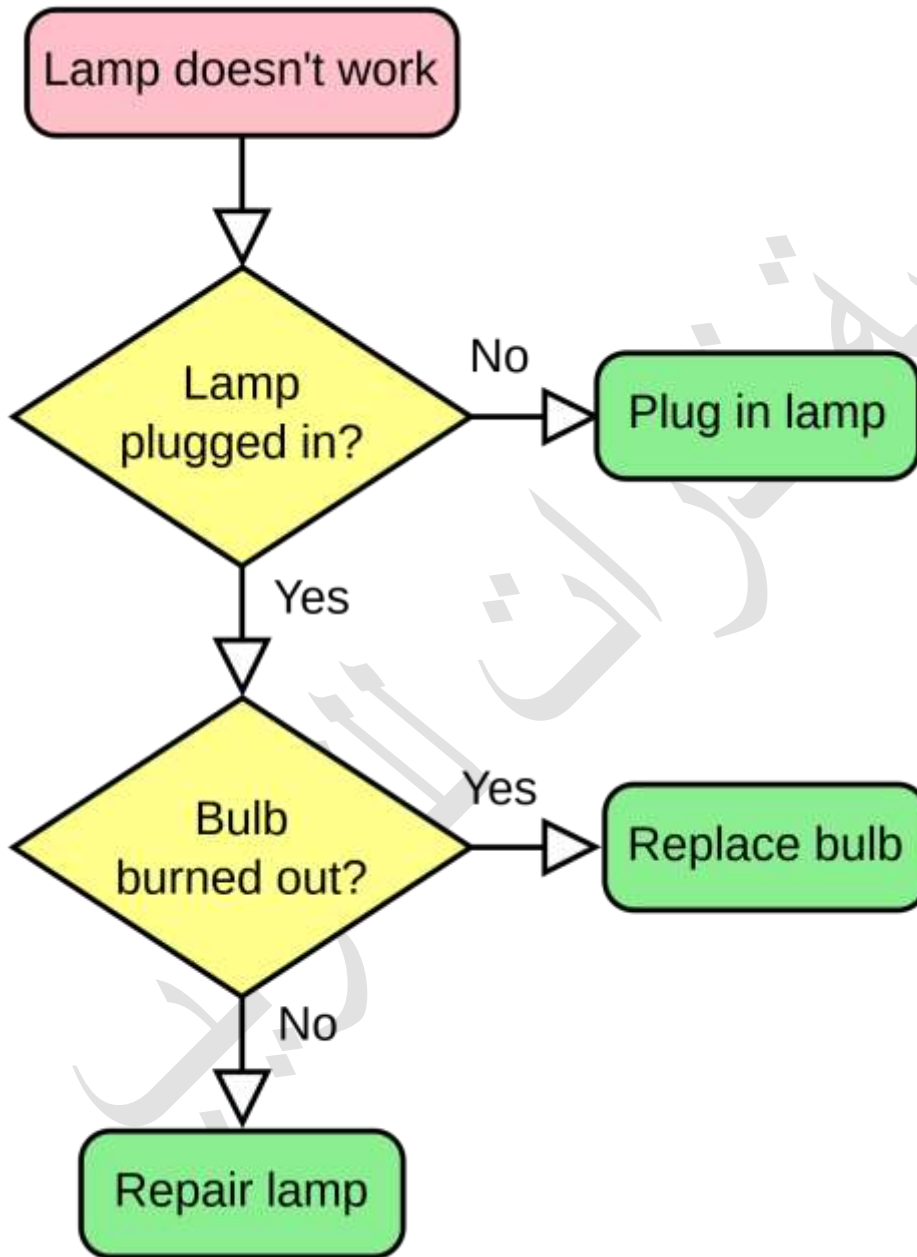 Lamp doesn't work
Lamp
plugged in?
No
Plug in lamp
Yes
Bulb
burned out?
Yes
Replace bulb
No
Repair lamp